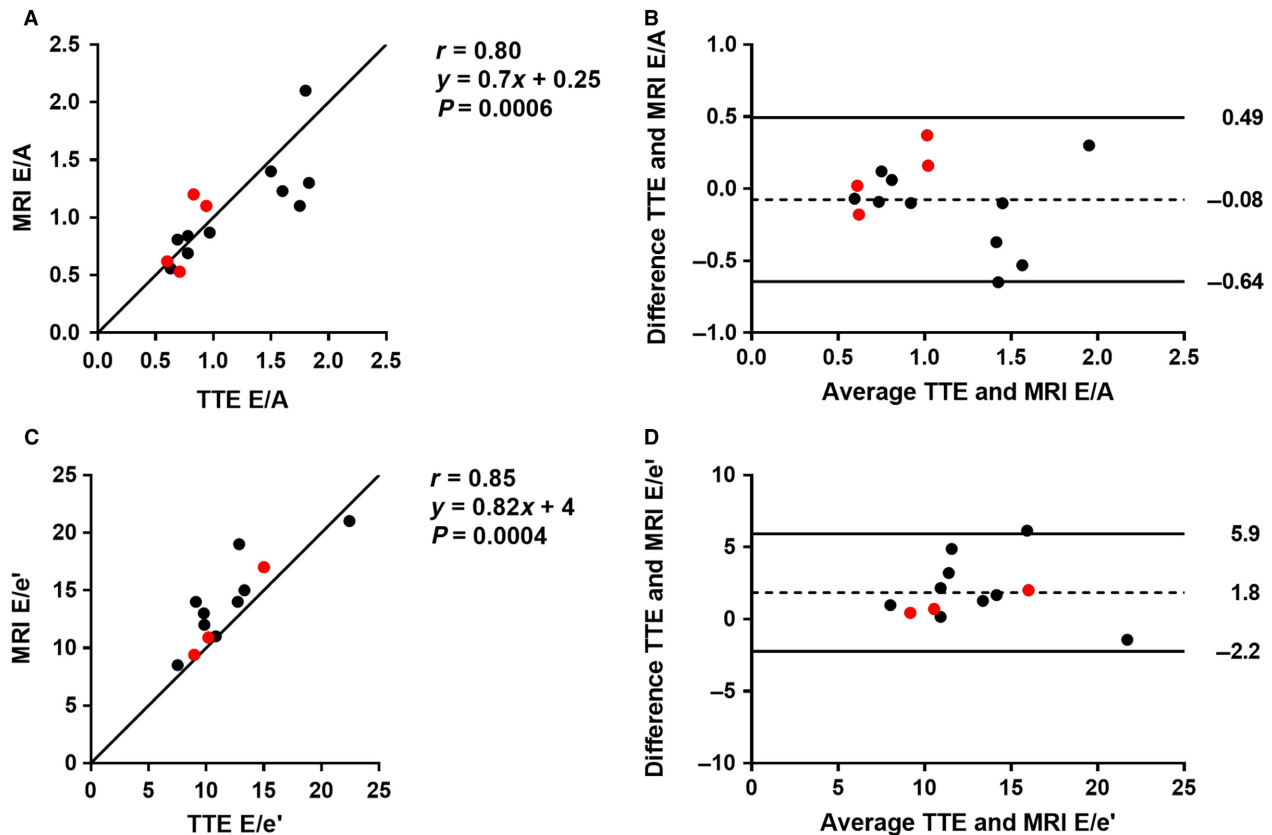 A
2.5
2.0
1.5
1.0
0.5
0.0
0.0 0.5 1.0 1.5 2.0 2.5
MRI E/A
TTE E/A
r = 0.80
y = 0.7x + 0.25
P = 0.0006
B
1.0
0.5
0.0
–0.5
–1.0
0.0 0.5 1.0 1.5 2.0 2.5
Difference TTE and MRI E/A
Average TTE and MRI E/A
0.49
–0.08
–0.64
C
25
20
15
10
5
0
0 5 10 15 20 25
MRI E/e'
TTE E/e'
r = 0.85
y = 0.82x + 4
P = 0.0004
D
10
5
0
–5
–10
0 5 10 15 20 25
Difference TTE and MRI E/e'
Average TTE and MRI E/e'
5.9
1.8
–2.2